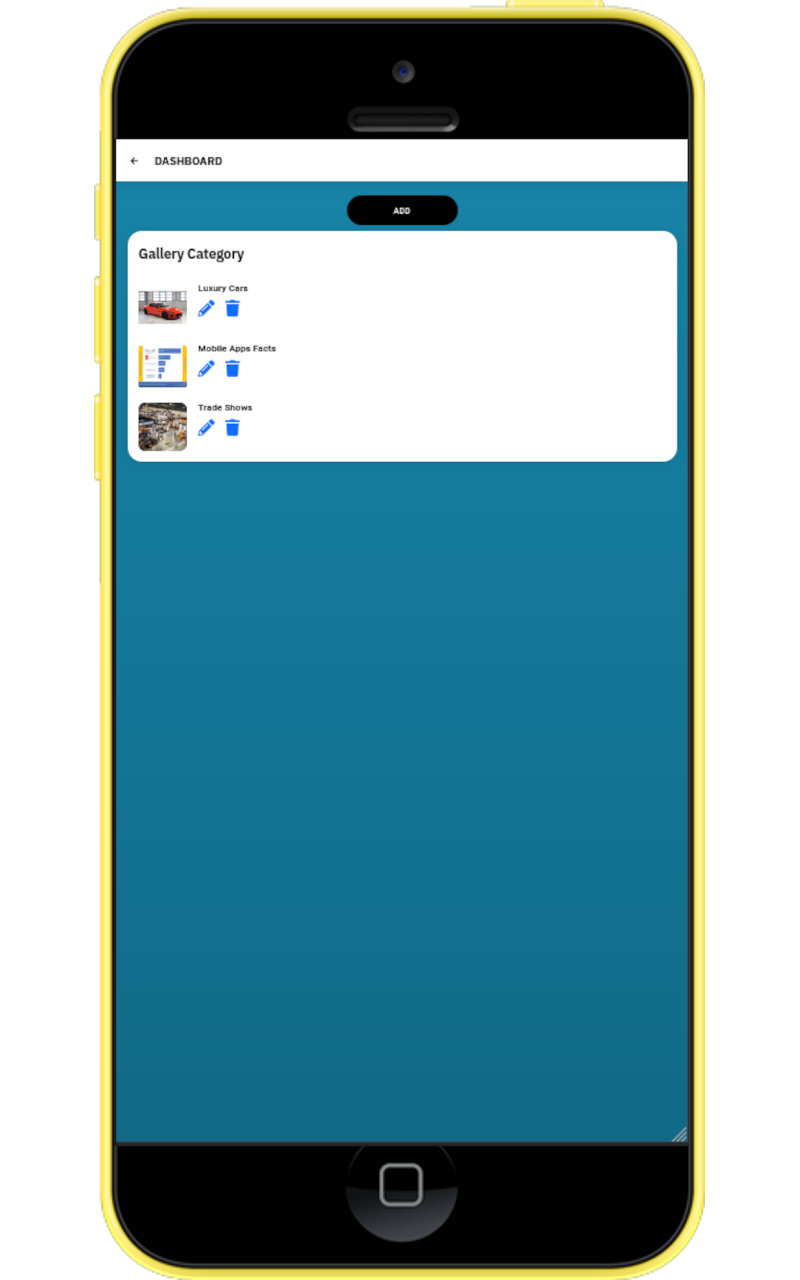 DASHBOARD
ADD
Gallery Category
Luxury Cars
Mobile Apps Facts
Trade Shows